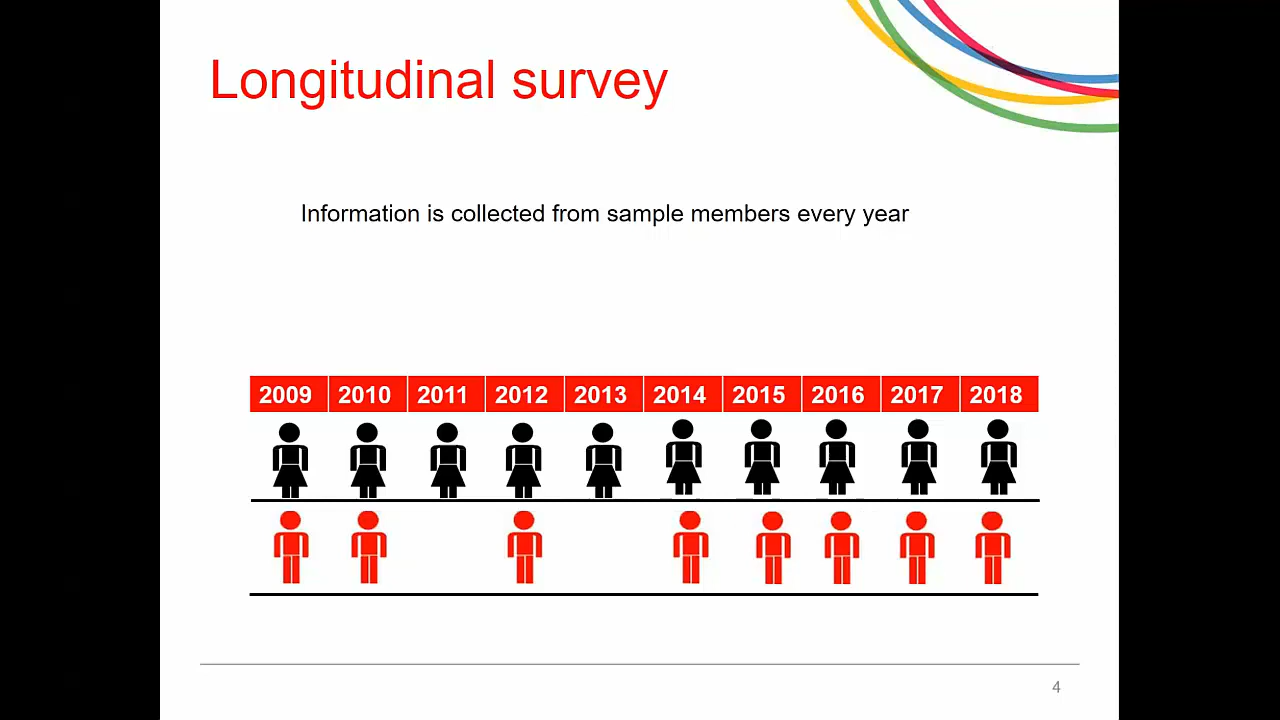 Longitudinal survey
Information is collected from sample members every year
2009 2010 2011 2012 2013 2014 2015 2016 2017 2018
4